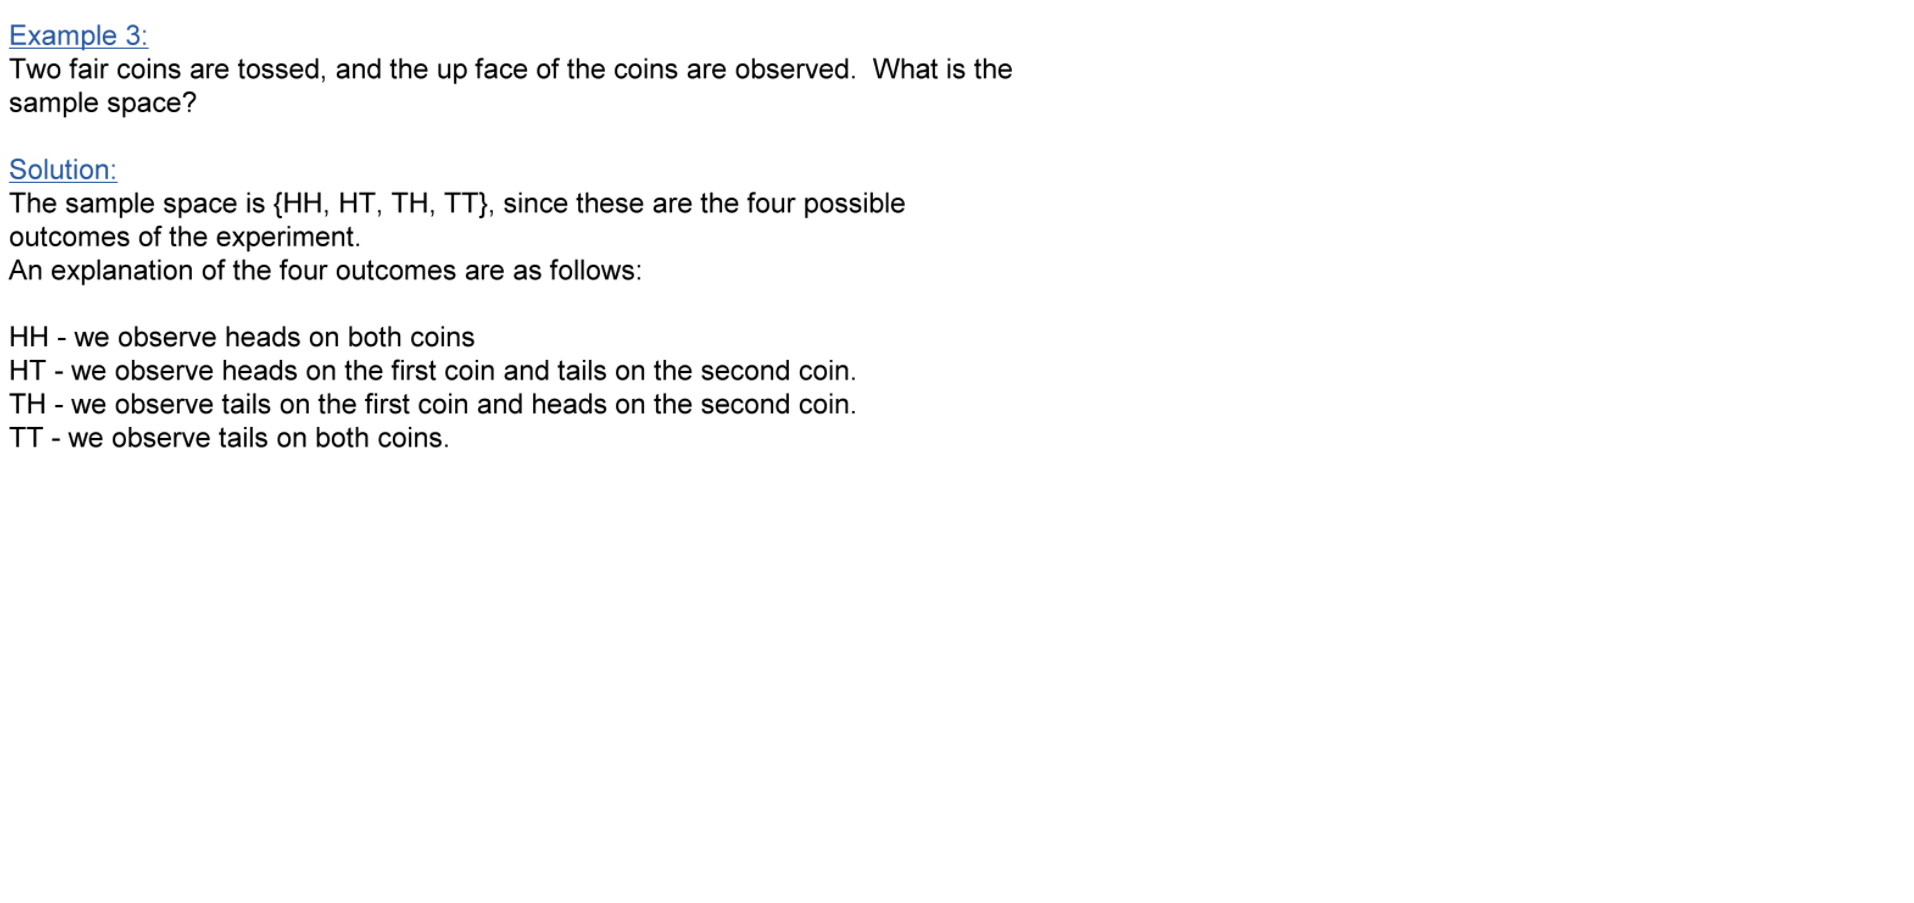 Example 3:
Two fair coins are tossed, and the up face of the coins are observed.  What is the
sample space?
Solution:
The sample space is {HH, HT, TH, TT}, since these are the four possible
outcomes of the experiment.
An explanation of the four outcomes are as follows:
HH - we observe heads on both coins
HT - we observe heads on the first coin and tails on the second coin.
TH - we observe tails on the first coin and heads on the second coin.
TT - we observe tails on both coins.